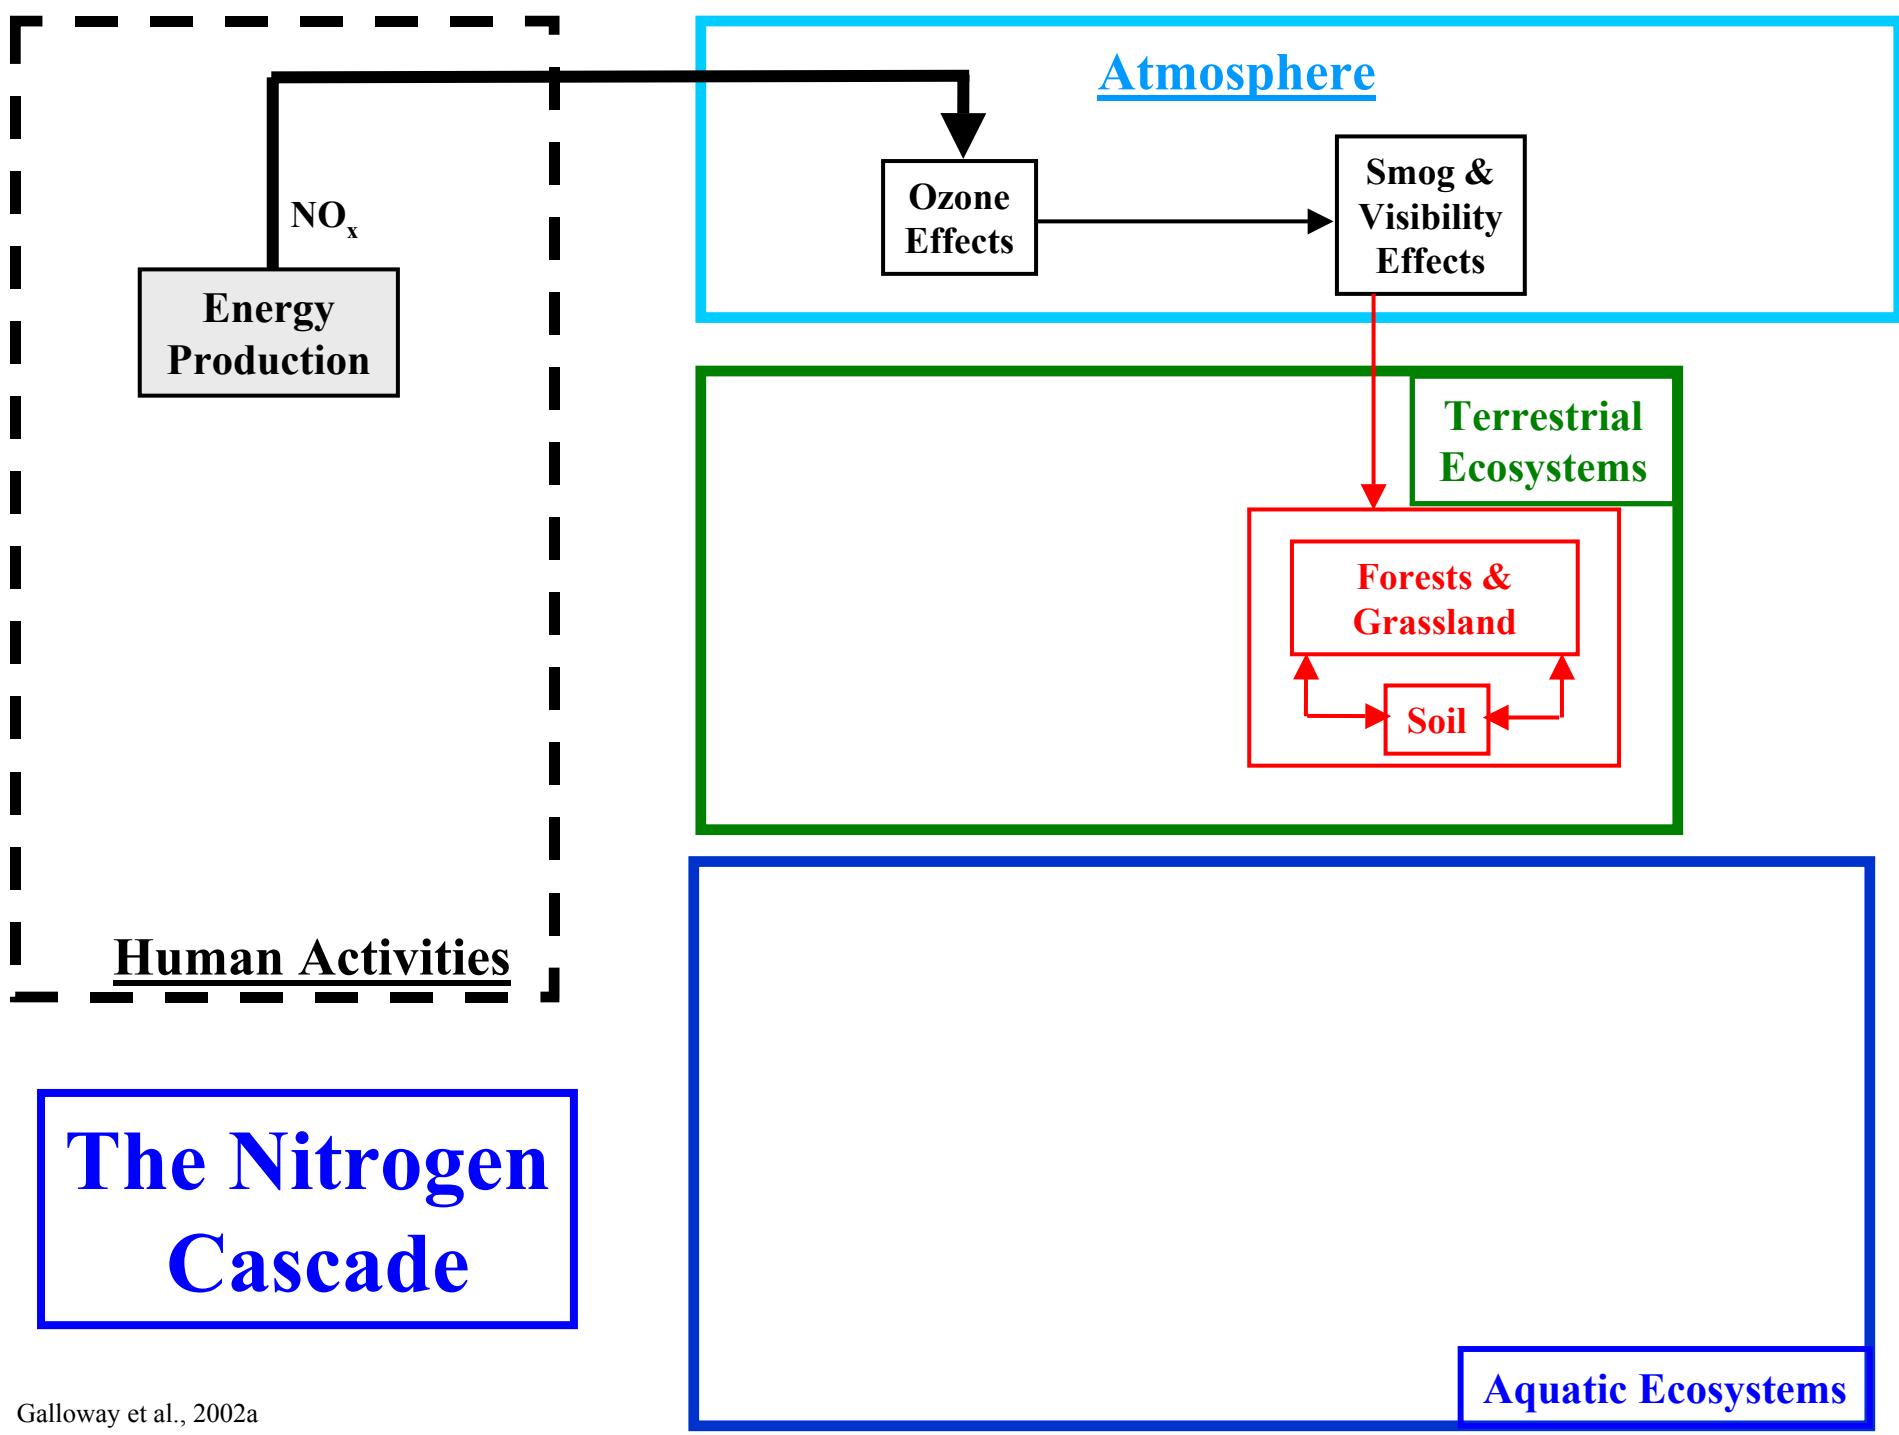 Atmosphere
NOx
Ozone
Effects
Smog &
Visibility
Effects
Energy
Production
Terrestrial
Ecosystems
Forests &
Grassland
Soil
Human Activities
The Nitrogen
Cascade
Aquatic Ecosystems
Galloway et al., 2002a